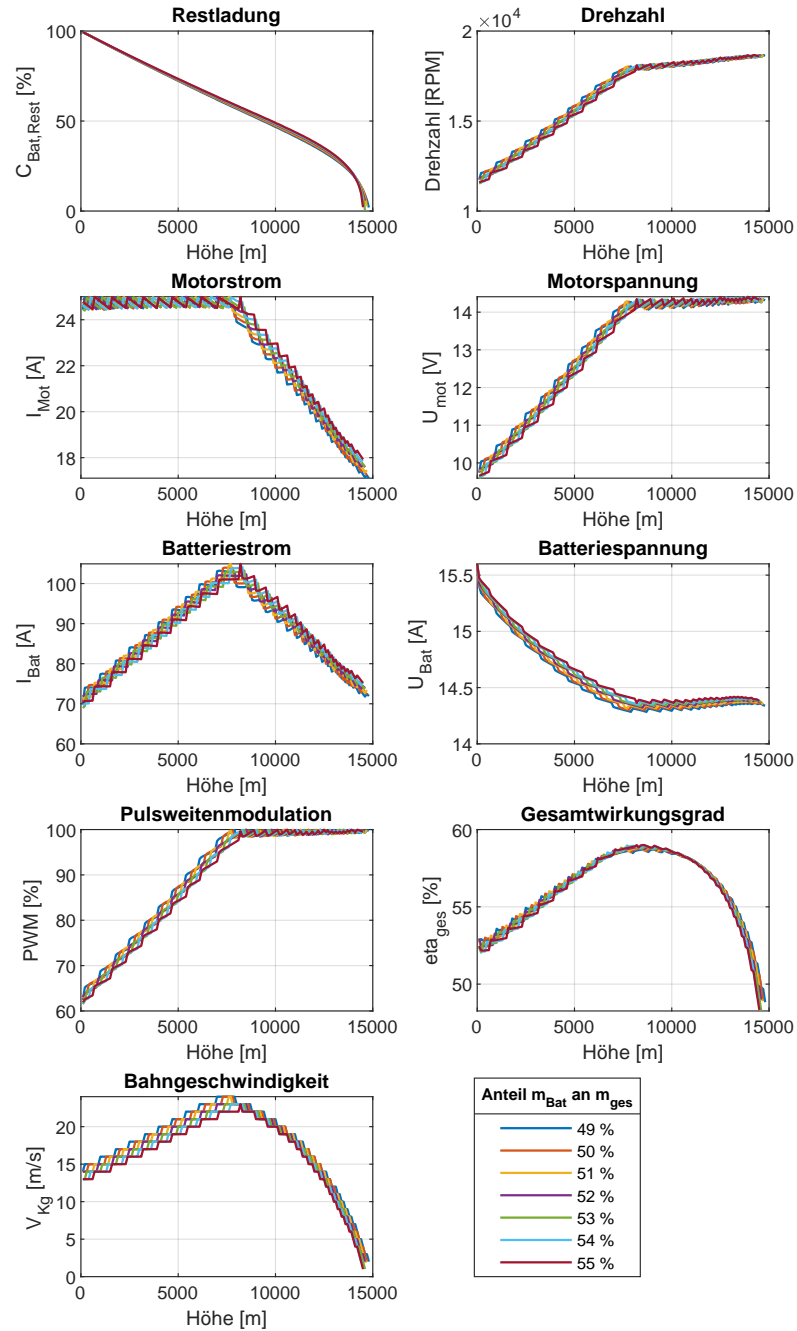 Restladung
100
50
0
C_Bat,Rest [%]
0 5000 10000 15000
Höhe [m]
Drehzahl
×10^4
2
1.5
1
Drehzahl [RPM]
0 5000 10000 15000
Höhe [m]
Motorstrom
24
22
20
18
I_Mot [A]
0 5000 10000 15000
Höhe [m]
Motorspannung
14
13
12
11
10
U_mot [V]
0 5000 10000 15000
Höhe [m]
Batteriestrom
100
90
80
70
60
I_Bat [A]
0 5000 10000 15000
Höhe [m]
Batteriespannung
15.5
15
14.5
14
U_Bat [A]
0 5000 10000 15000
Höhe [m]
Pulsweitenmodulation
100
90
80
70
60
PWM [%]
0 5000 10000 15000
Höhe [m]
Gesamtwirkungsgrad
60
55
50
eta_ges [%]
0 5000 10000 15000
Höhe [m]
Bahngeschwindigkeit
20
15
10
5
0
V_Kg [m/s]
0 5000 10000 15000
Höhe [m]
Anteil m_Bat an m_ges
49 %
50 %
51 %
52 %
53 %
54 %
55 %